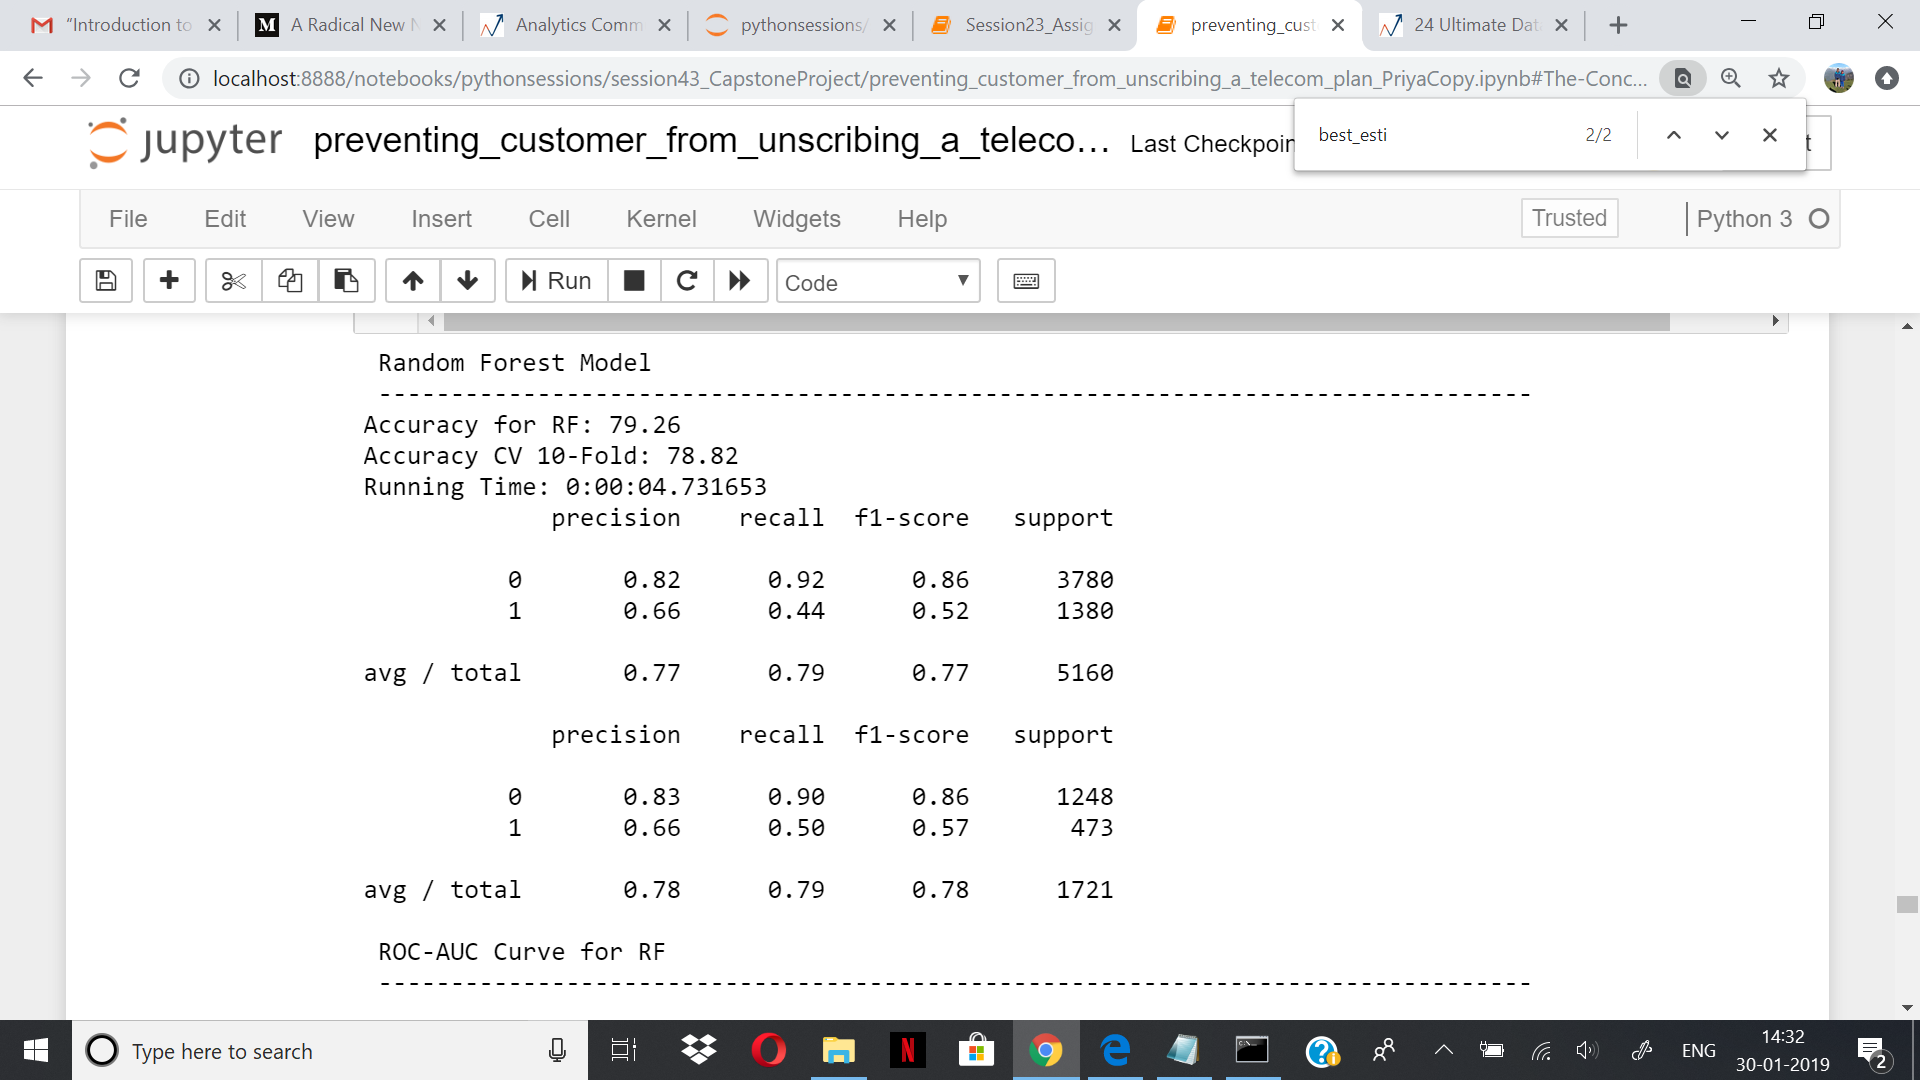 "Introduction to
A Radical New N
Analytics Comm
pythonsessions/
Session23_Assig
preventing_cust
24 Ultimate Dat
localhost:8888/notebooks/pythonsessions/session43_CapstoneProject/preventing_customer_from_unscribing_a_telecom_plan_PriyaCopy.ipynb#The-Conc...
best_esti 2/2
jupyter preventing_customer_from_unscribing_a_teleco... Last Checkpoin
File Edit View Insert Cell Kernel Widgets Help Trusted Python 3
Run Code
Random Forest Model
--------------------------------------------------------------------------------
Accuracy for RF: 79.26
Accuracy CV 10-Fold: 78.82
Running Time: 0:00:04.731653
precision recall f1-score support
0 0.82 0.92 0.86 3780
1 0.66 0.44 0.52 1380
avg / total 0.77 0.79 0.77 5160
precision recall f1-score support
0 0.83 0.90 0.86 1248
1 0.66 0.50 0.57 473
avg / total 0.78 0.79 0.78 1721
ROC-AUC Curve for RF
--------------------------------------------------------------------------------
Type here to search
ENG
14:32
30-01-2019
2